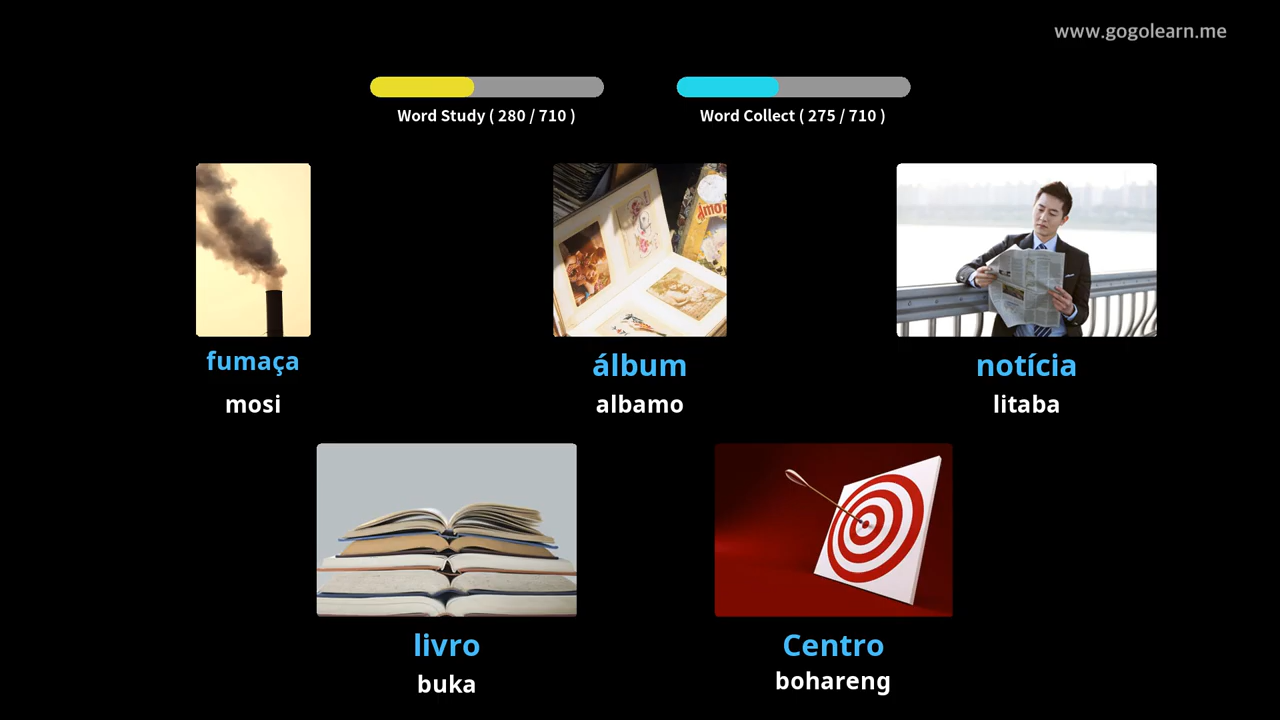 www.gogolearn.me
Word Study ( 280 / 710 )
Word Collect ( 275 / 710 )
fumaça
mosi
álbum
albamo
notícia
litaba
livro
buka
Centro
bohareng